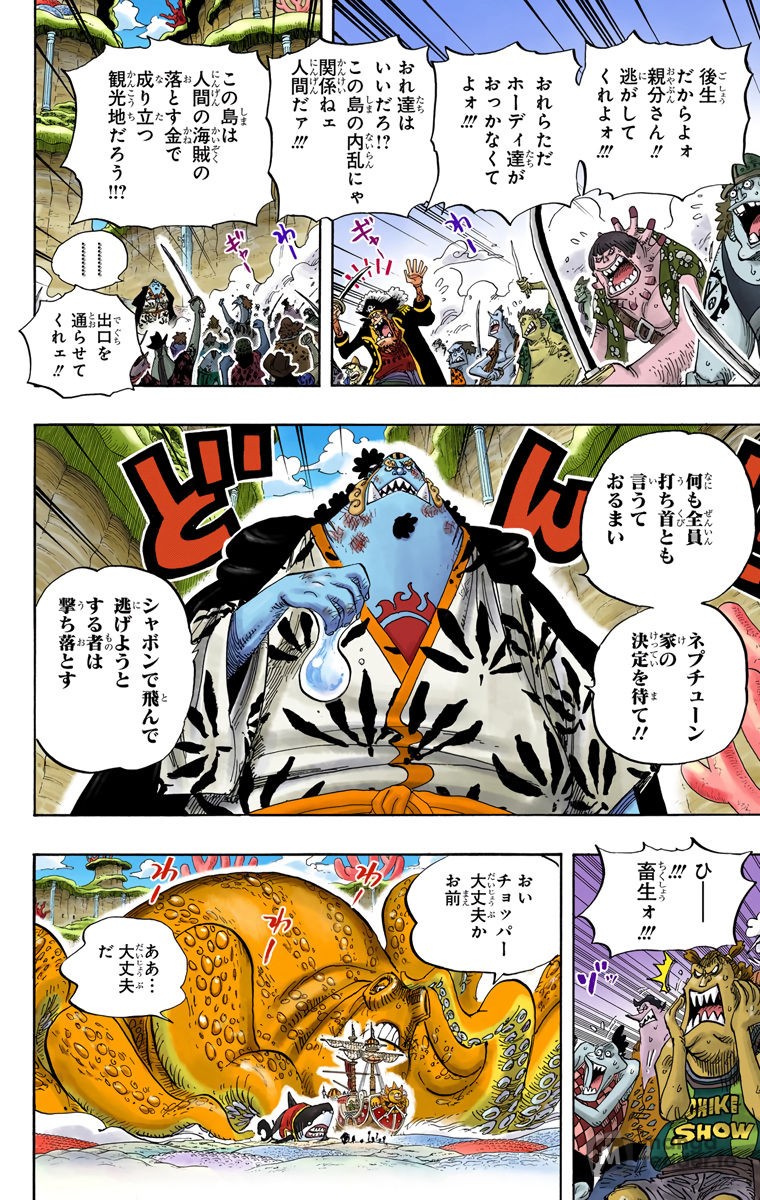 後生
だからよォ
親分さん!!
逃がして
くれよォ!!!
おれらただ
ホーディ達が
おっかなくて
よォ!!!
おれ達は
いいだろ!?
この島の内乱にゃ
関係ねェ
人間だァ!!!
ギャー
わー
この島は
人間の海賊の
落とす金で
成り立つ
観光地だろう!!?
出口を
通らせて
くれェ!!
わー
ギャー
何も全員
打ち首とも
言うて
おるまい
ネプチューン
家の
決定を待て!!
どん
シャボンで飛んで
逃げようと
する者は
撃ち落とす
ひ――
!!!
畜生ォ!!!
SHOW
おい
チョッパー
大丈夫か
お前
わー
わー
ああ…
大丈夫
だ